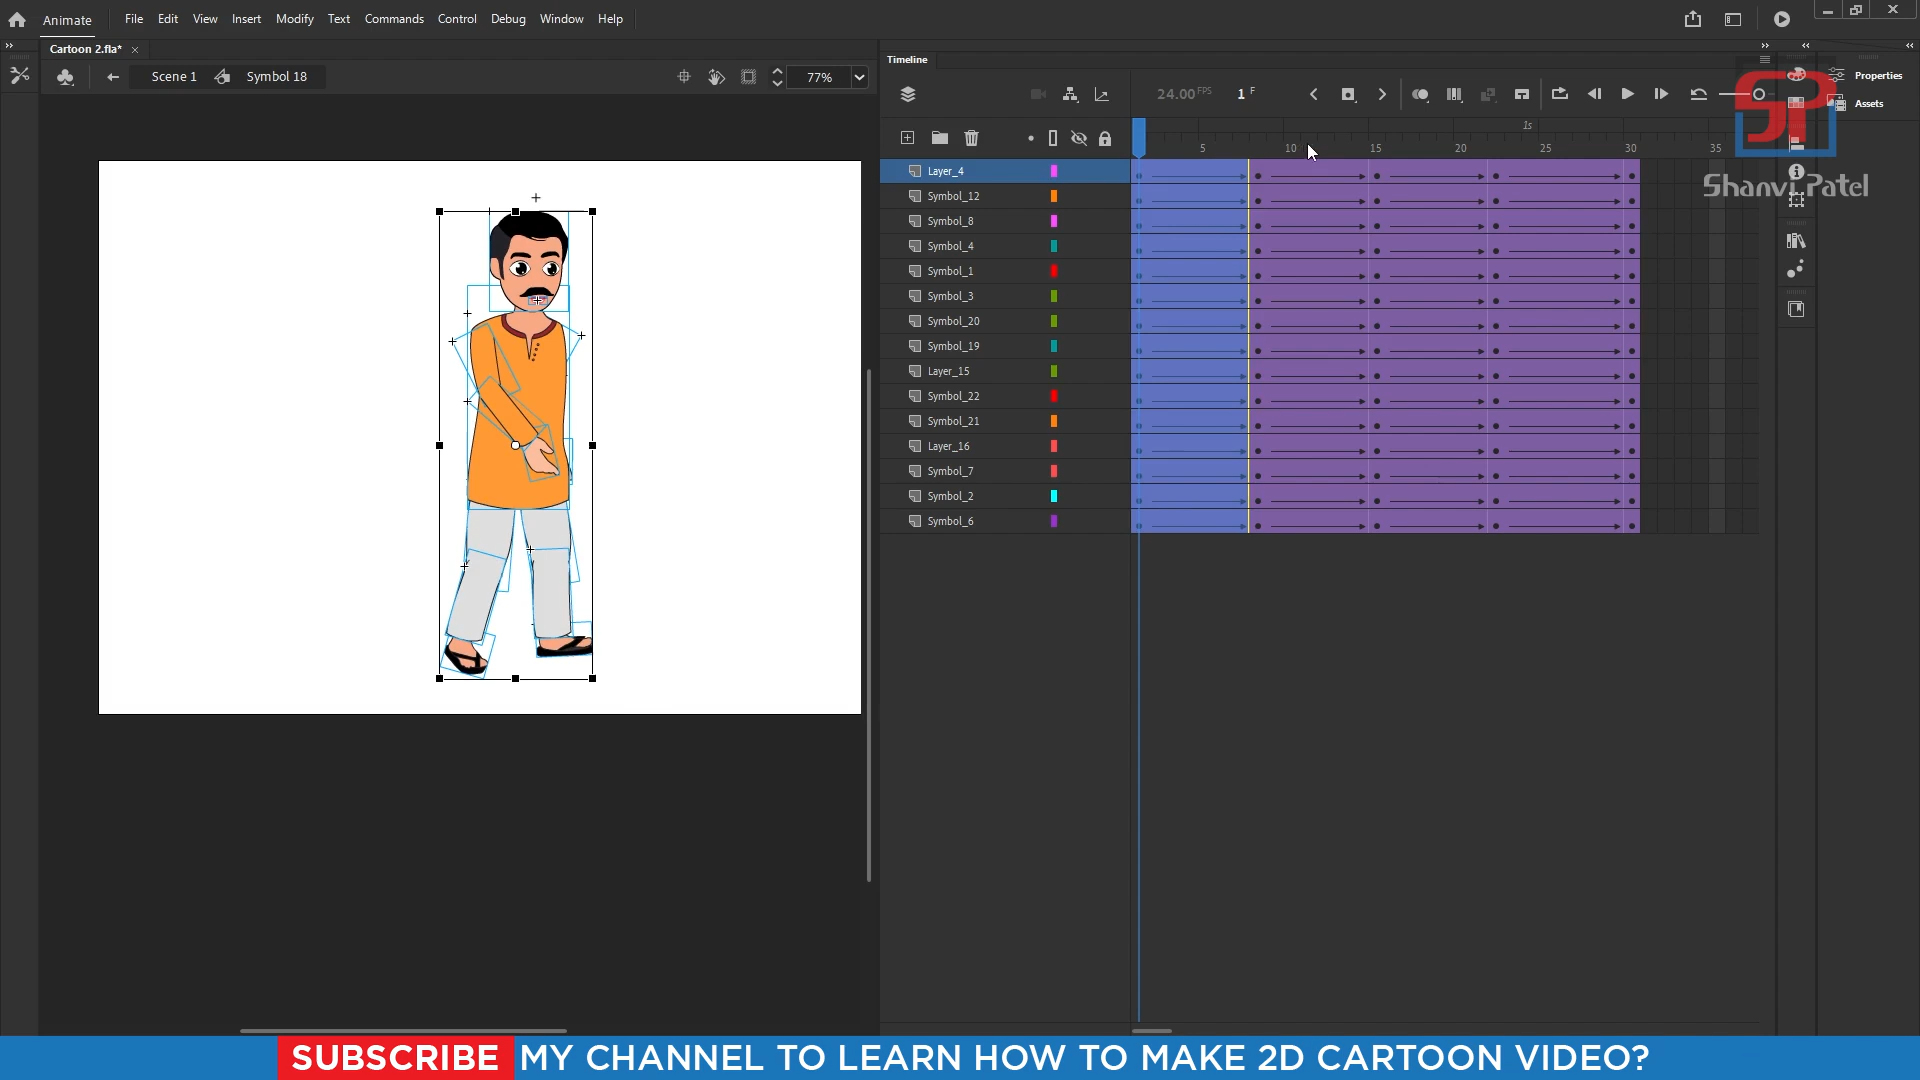 Animate File Edit View Insert Modify Text Commands Control Debug Window Help
Cartoon 2.fla* ×
Scene 1 Symbol 18 77%
Timeline
24.00 FPS 1 F
1s
5 10 15 20 25 30 35
Layer_4
Symbol_12
Symbol_8
Symbol_4
Symbol_1
Symbol_3
Symbol_20
Symbol_19
Layer_15
Symbol_22
Symbol_21
Layer_16
Symbol_7
Symbol_2
Symbol_6
Properties
Assets
Shanvi Patel
SUBSCRIBE MY CHANNEL TO LEARN HOW TO MAKE 2D CARTOON VIDEO?